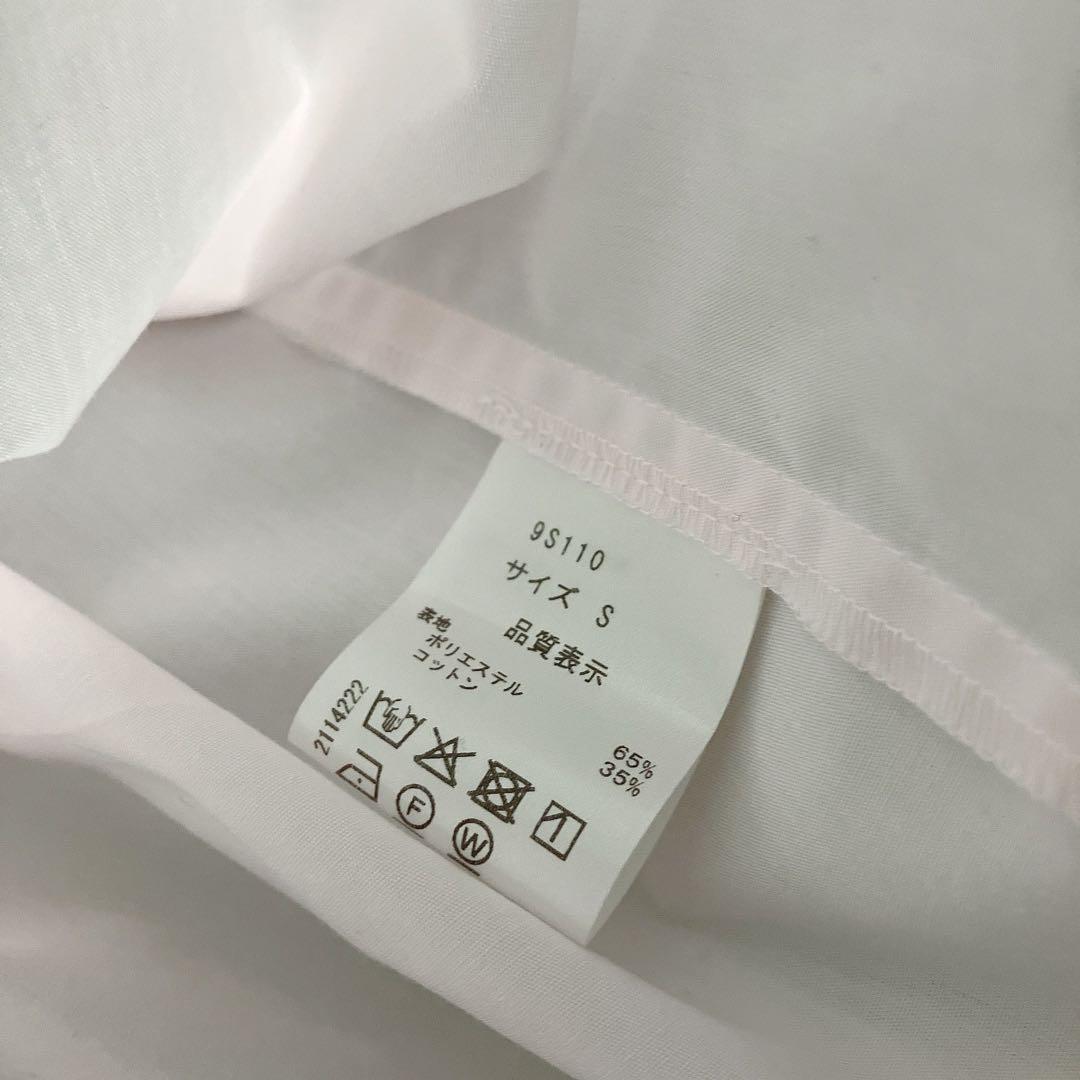 9S110
サイズ S
品質表示
表地
ポリエステル 65%
コットン 35%
2114222
F
W